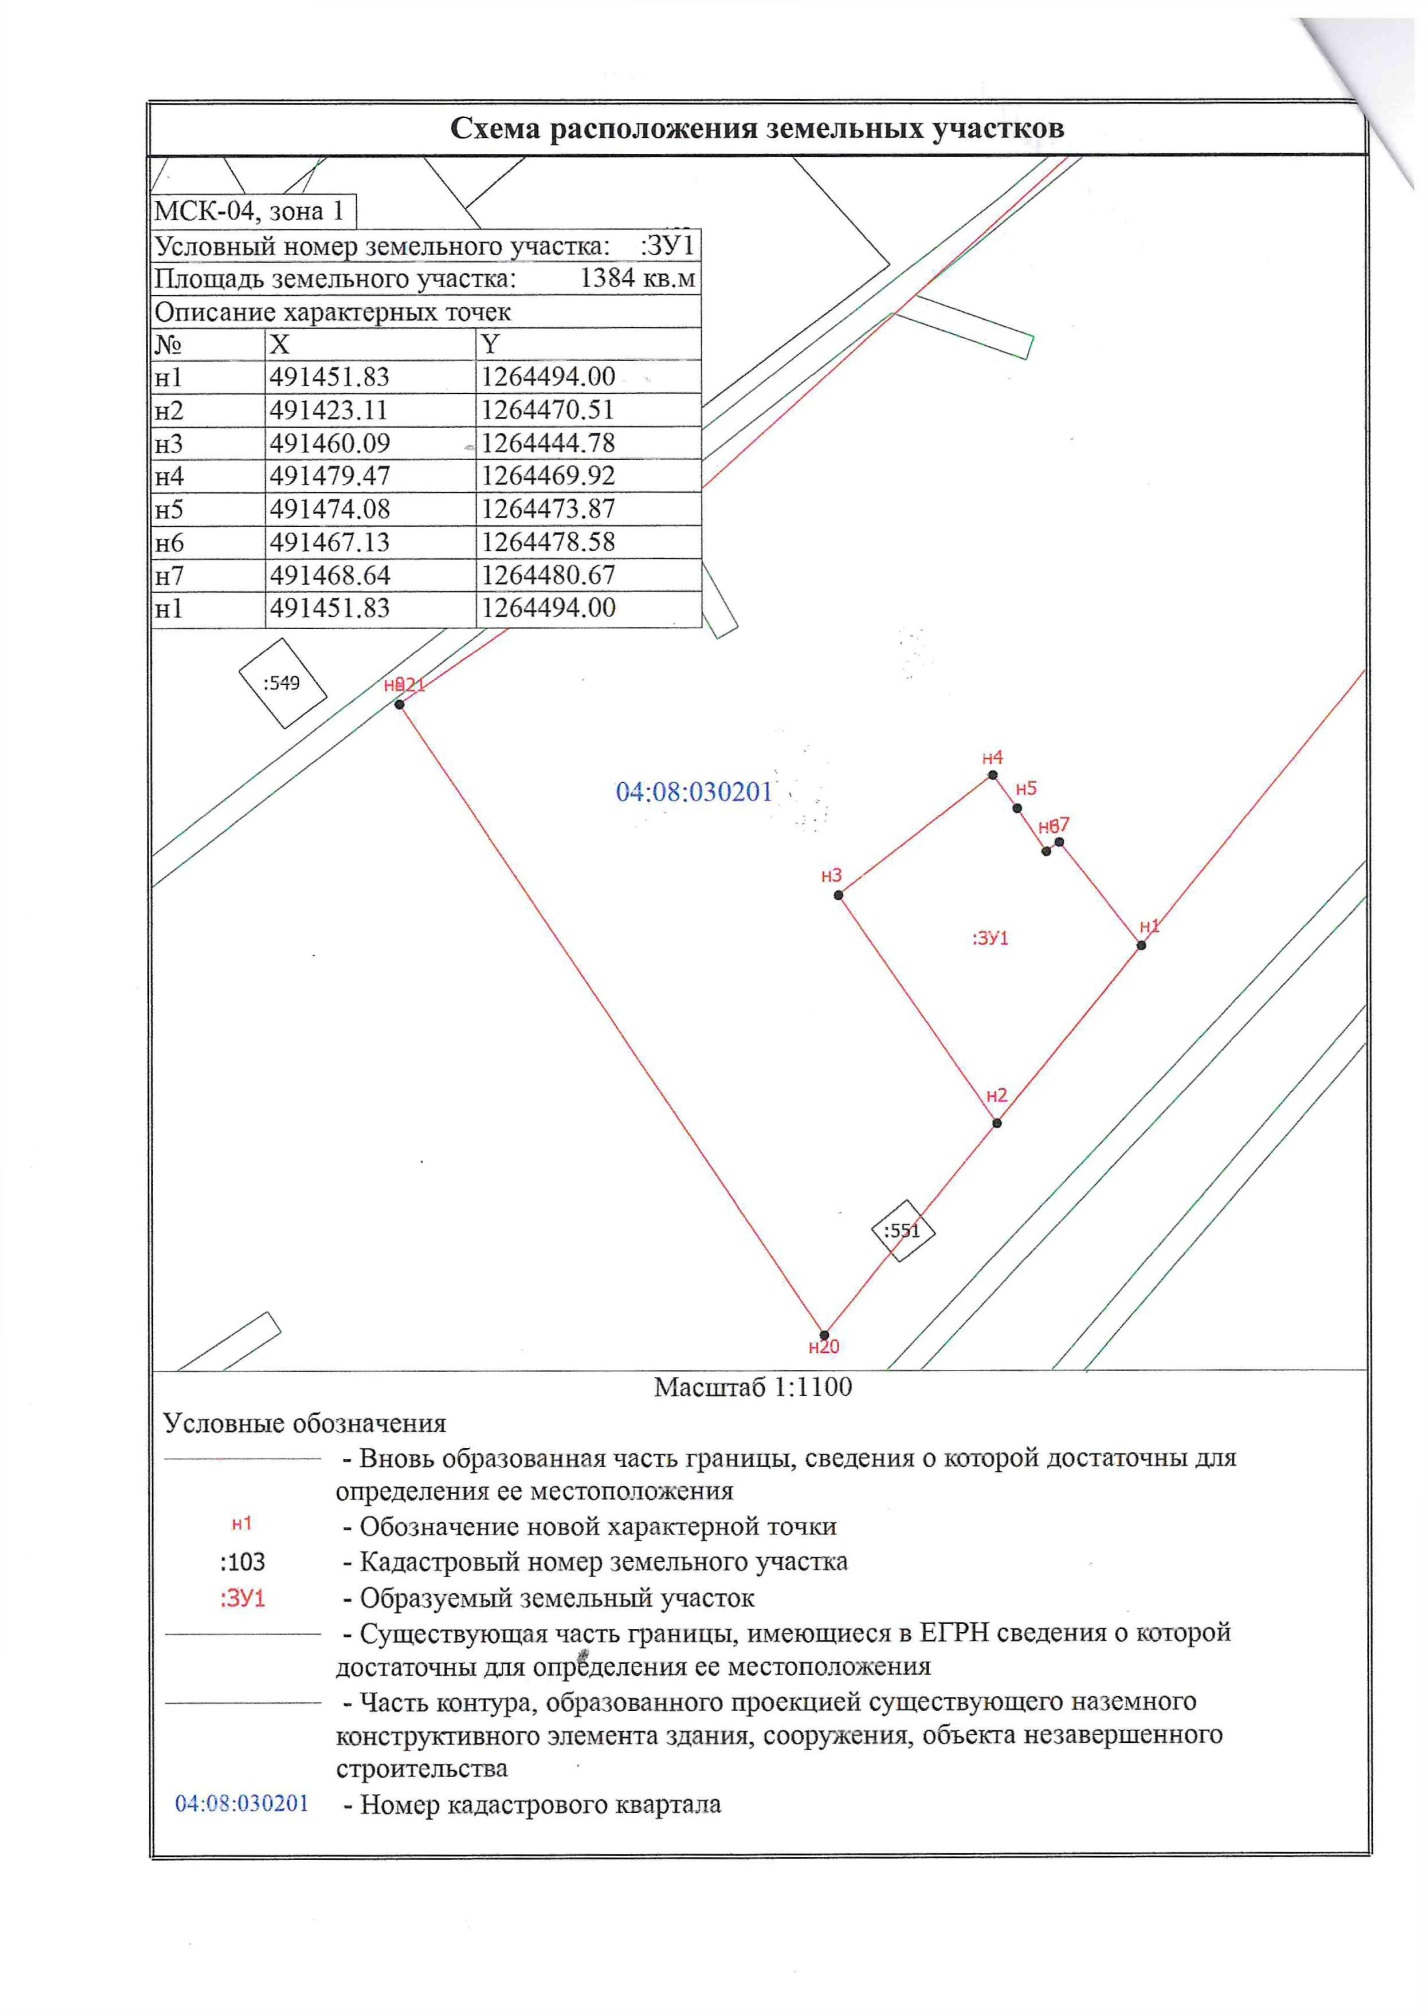 Схема расположения земельных участков
МСК-04, зона 1
Условный номер земельного участка: :ЗУ1
Площадь земельного участка: 1384 кв.м
Описание характерных точек
№ X Y
н1 491451.83 1264494.00
н2 491423.11 1264470.51
н3 491460.09 1264444.78
н4 491479.47 1264469.92
н5 491474.08 1264473.87
н6 491467.13 1264478.58
н7 491468.64 1264480.67
н1 491451.83 1264494.00
:549
04:08:030201
н4
н5
н3
н1
:ЗУ1
н2
:551
н20
Масштаб 1:1100
Условные обозначения
- Вновь образованная часть границы, сведения о которой достаточны для
определения ее местоположения
н1 - Обозначение новой характерной точки
:103 - Кадастровый номер земельного участка
:ЗУ1 - Образуемый земельный участок
- Существующая часть границы, имеющиеся в ЕГРН сведения о которой
достаточны для определения ее местоположения
- Часть контура, образованного проекцией существующего наземного
конструктивного элемента здания, сооружения, объекта незавершенного
строительства
04:08:030201 - Номер кадастрового квартала